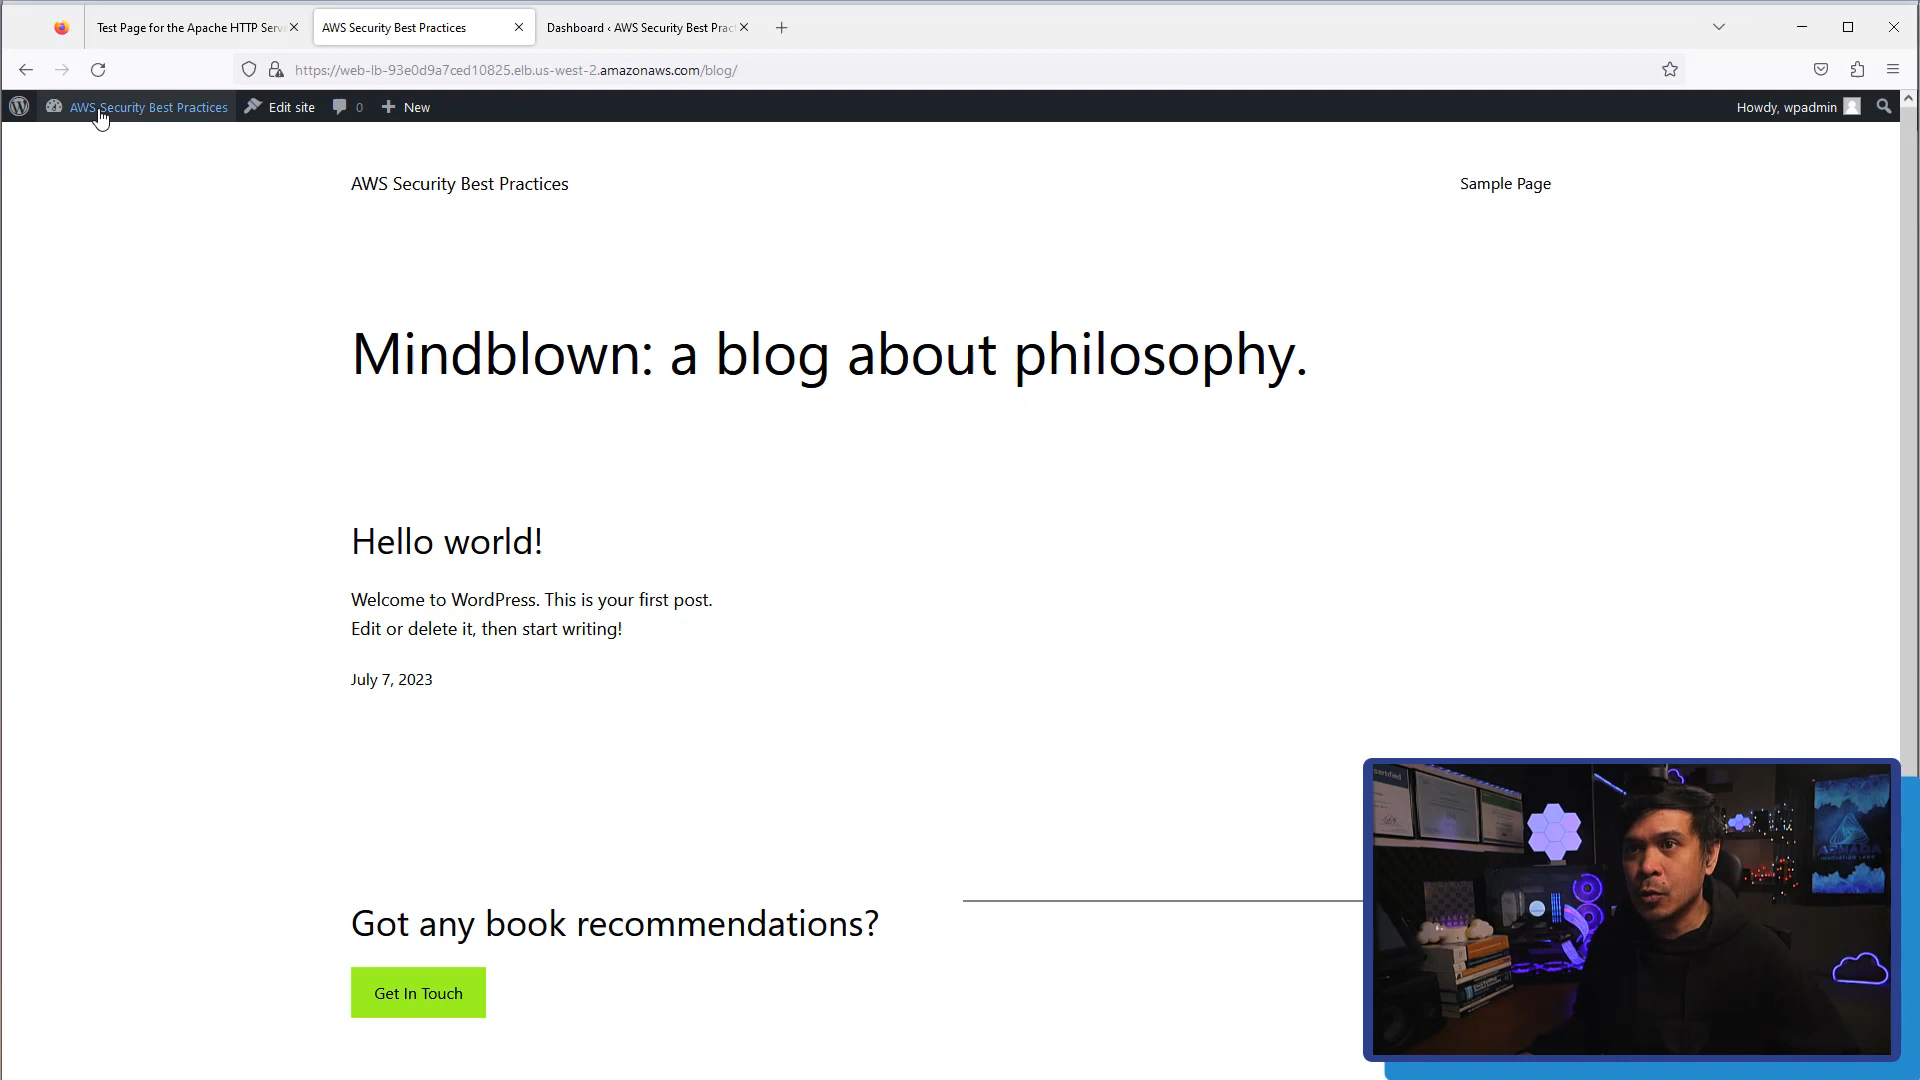 Test Page for the Apache HTTP Serve
AWS Security Best Practices
Dashboard ‹ AWS Security Best Prac
https://web-lb-93e0d9a7ced10825.elb.us-west-2.amazonaws.com/blog/
AWS Security Best Practices
Edit site
0
New
Howdy, wpadmin
AWS Security Best Practices
Sample Page
Mindblown: a blog about philosophy.
Hello world!
Welcome to WordPress. This is your first post.
Edit or delete it, then start writing!
July 7, 2023
Got any book recommendations?
Get In Touch